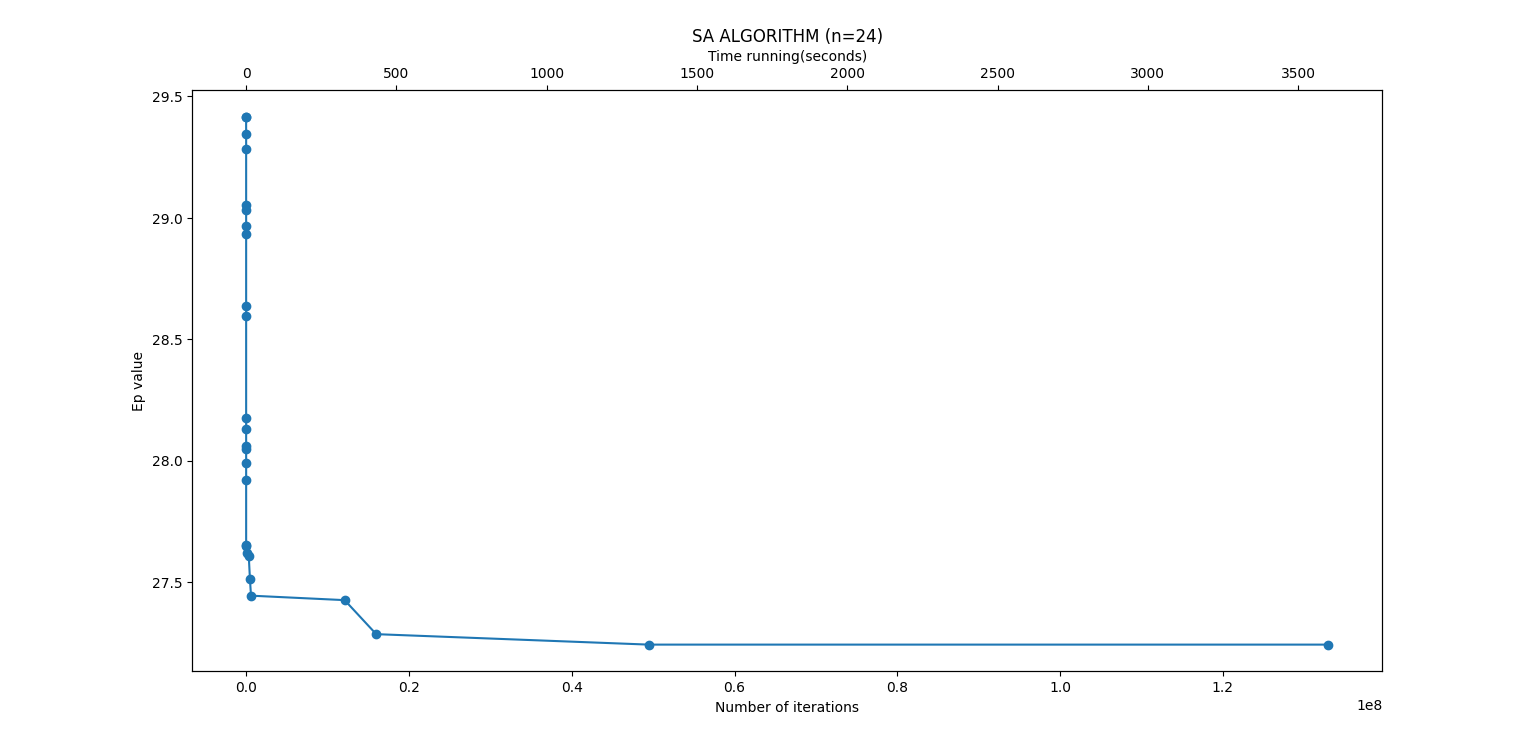 SA ALGORITHM (n=24)
Time running(seconds)
0 500 1000 1500 2000 2500 3000 3500
29.5
29.0
28.5
28.0
27.5
Ep value
0.0 0.2 0.4 0.6 0.8 1.0 1.2
Number of iterations
1e8